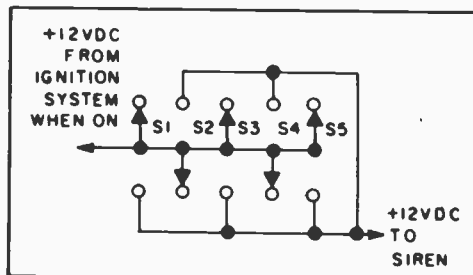 +12VDC
FROM
IGNITION
SYSTEM
WHEN ON
S1 S2 S3 S4 S5
+12VDC
TO
SIREN